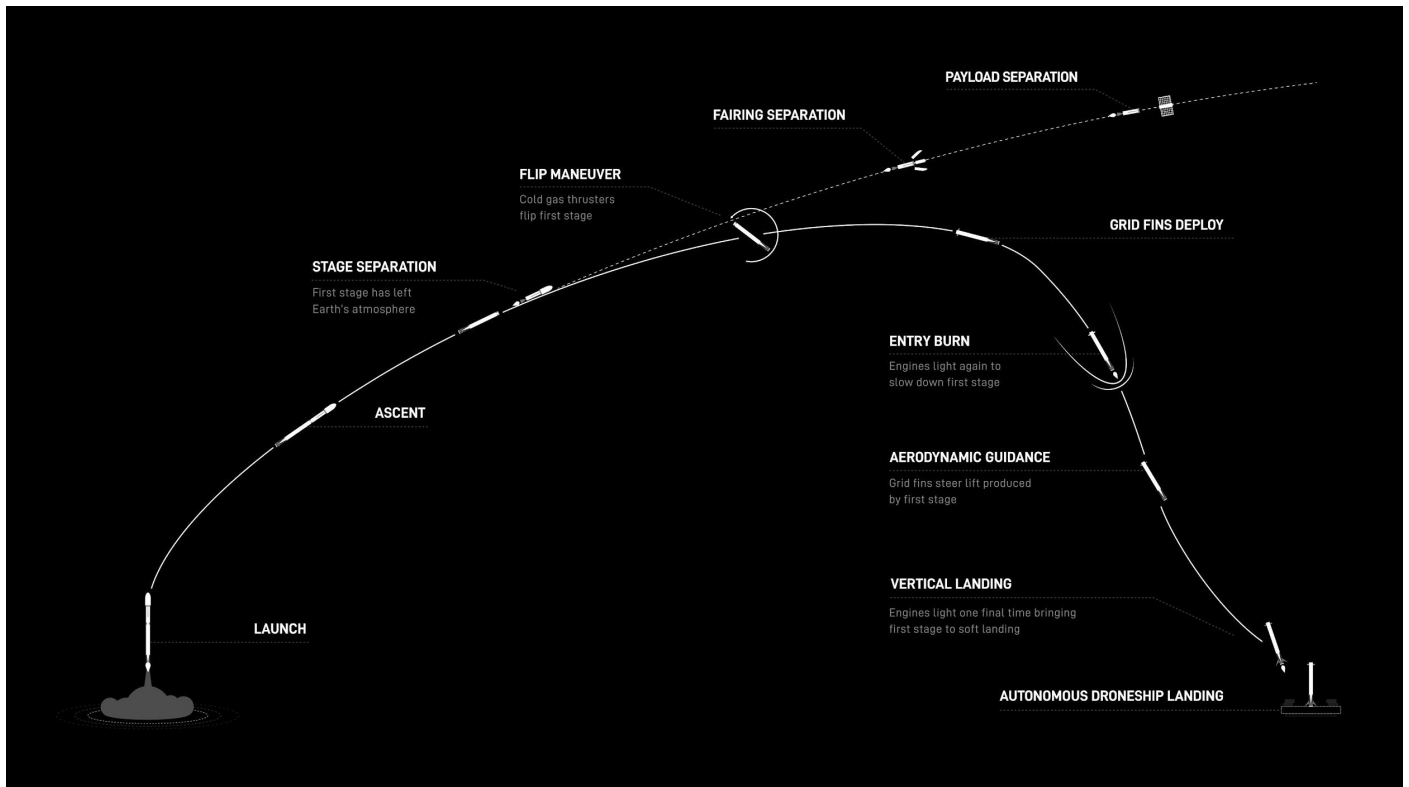 PAYLOAD SEPARATION
FAIRING SEPARATION
FLIP MANEUVER
Cold gas thrusters
flip first stage
GRID FINS DEPLOY
STAGE SEPARATION
First stage has left
Earth's atmosphere
ENTRY BURN
Engines light again to
slow down first stage
ASCENT
AERODYNAMIC GUIDANCE
Grid fins steer lift produced
by first stage
VERTICAL LANDING
Engines light one final time bringing
first stage to soft landing
LAUNCH
AUTONOMOUS DRONESHIP LANDING